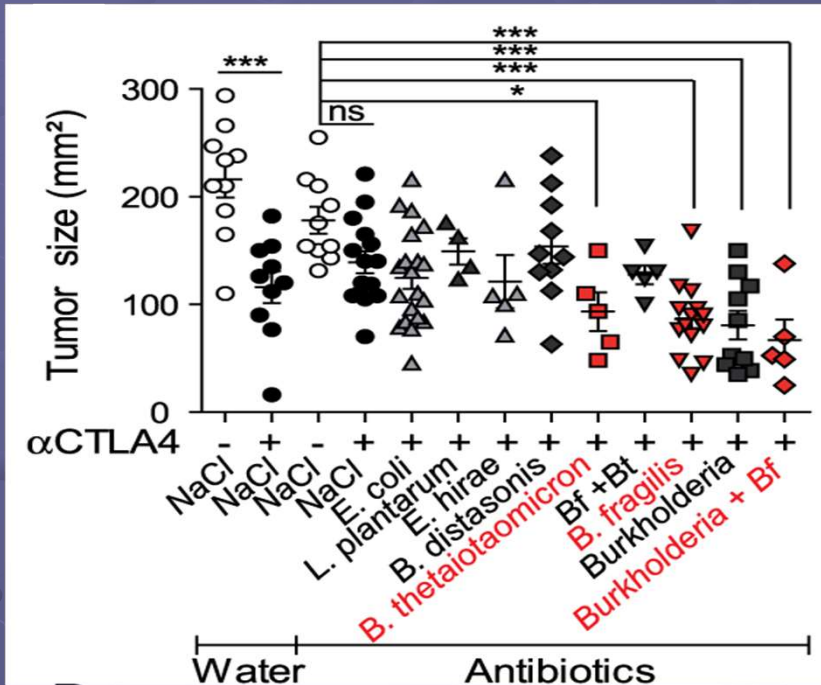 ***
***
***
***
*
ns
Tumor size (mm²)
300
200
100
0
αCTLA4 - + - + + + + + + + + + +
NaCl
NaCl
NaCl
NaCl
E. coli
L. plantarum
E. hirae
B. distasonis
B. thetaiotaomicron
Bf +Bt
B. fragilis
Burkholderia
Burkholderia + Bf
Water
Antibiotics